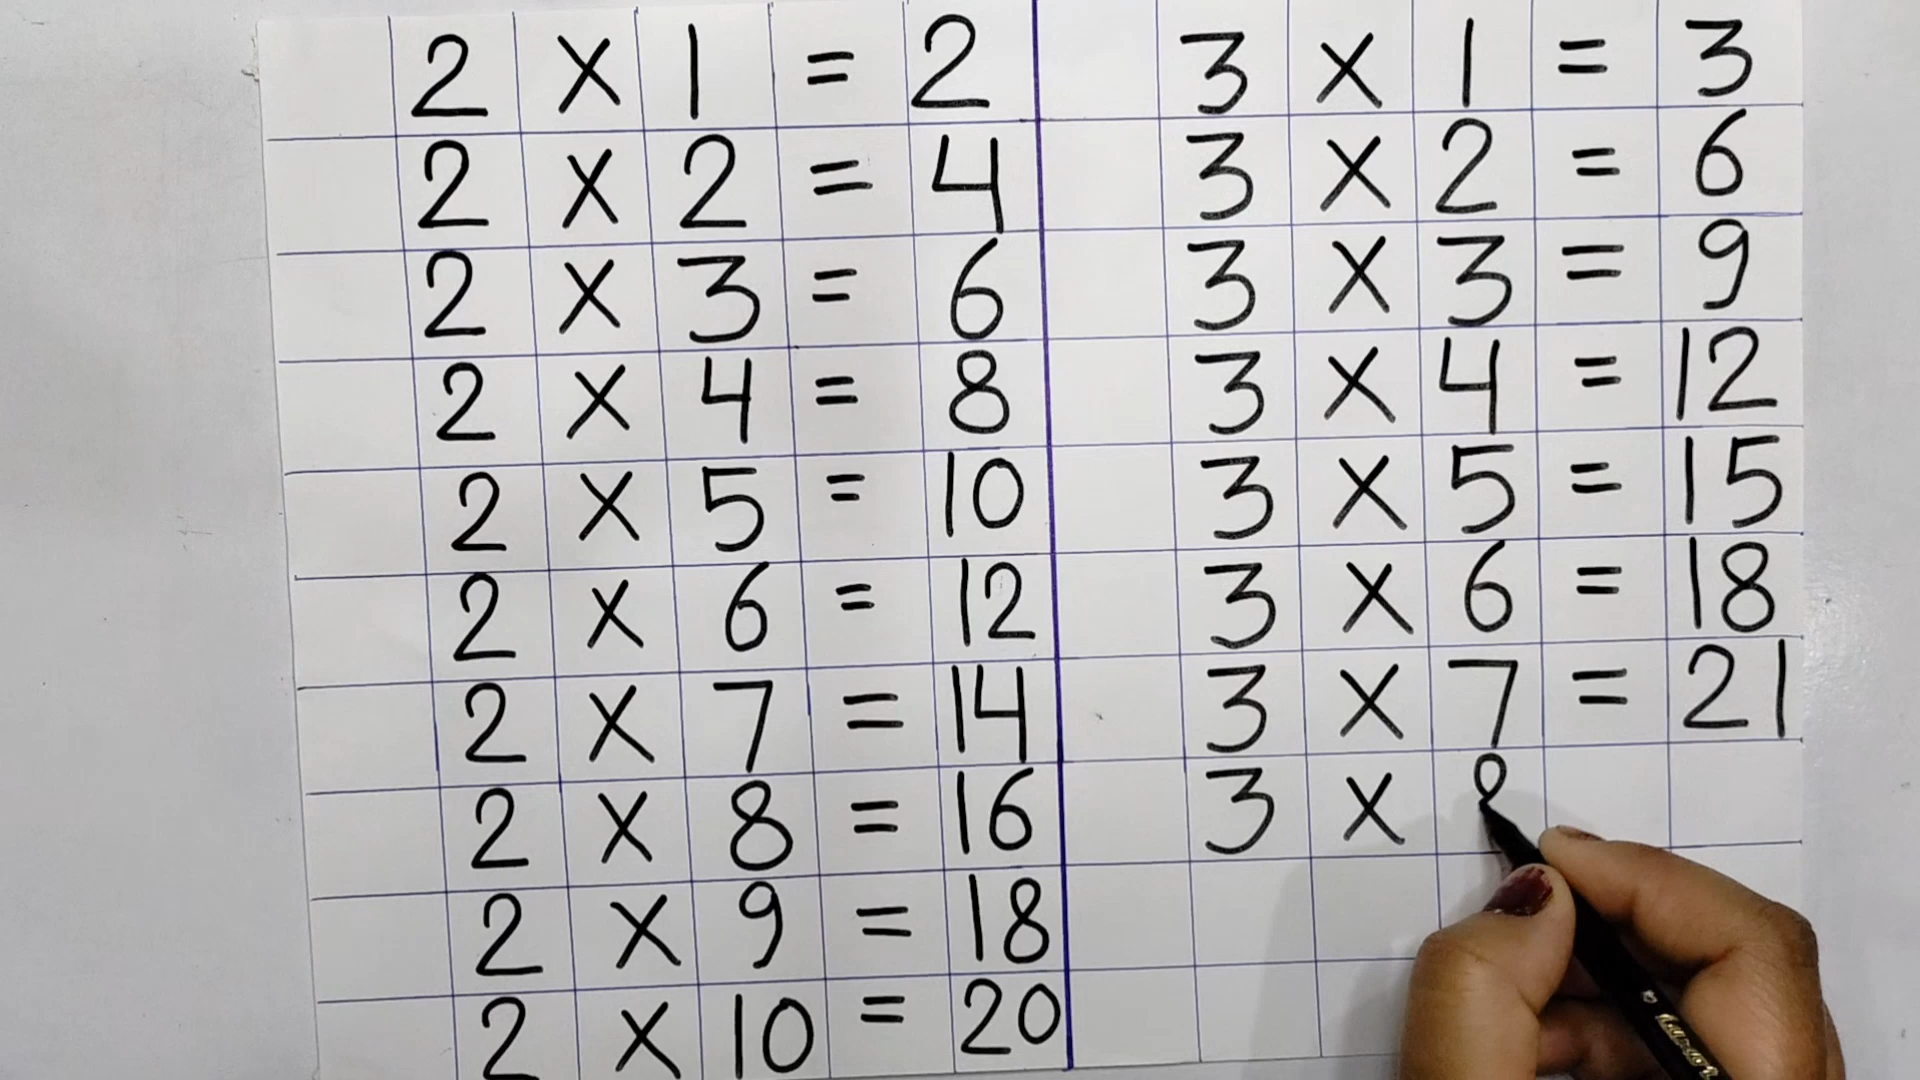 2 × 1 = 2
2 × 2 = 4
2 × 3 = 6
2 × 4 = 8
2 × 5 = 10
2 × 6 = 12
2 × 7 = 14
2 × 8 = 16
2 × 9 = 18
2 × 10 = 20
3 × 1 = 3
3 × 2 = 6
3 × 3 = 9
3 × 4 = 12
3 × 5 = 15
3 × 6 = 18
3 × 7 = 21
3 × 8